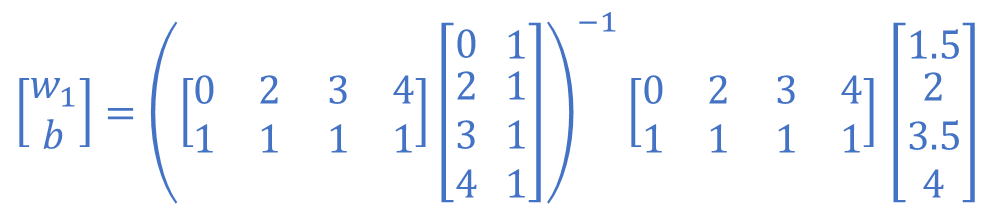 [w₁ b] = ([0 2 3 4; 1 1 1 1] [0 1; 2 1; 3 1; 4 1])⁻¹ [0 2 3 4; 1 1 1 1] [1.5; 2; 3.5; 4]